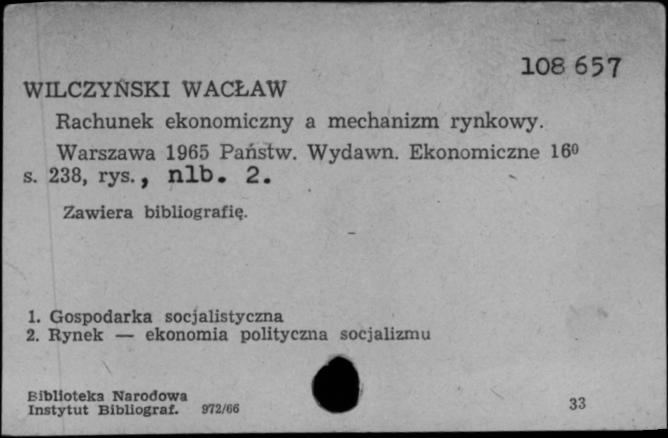 108 657
WILCZYŃSKI WACŁAW
Rachunek ekonomiczny a mechanizm rynkowy.
Warszawa 1965 Państw. Wydawn. Ekonomiczne 16⁰
s. 238, rys., nlb. 2.
Zawiera bibliografię.
1. Gospodarka socjalistyczna
2. Rynek — ekonomia polityczna socjalizmu
Biblioteka Narodowa
Instytut Bibliograf. 972/66
33